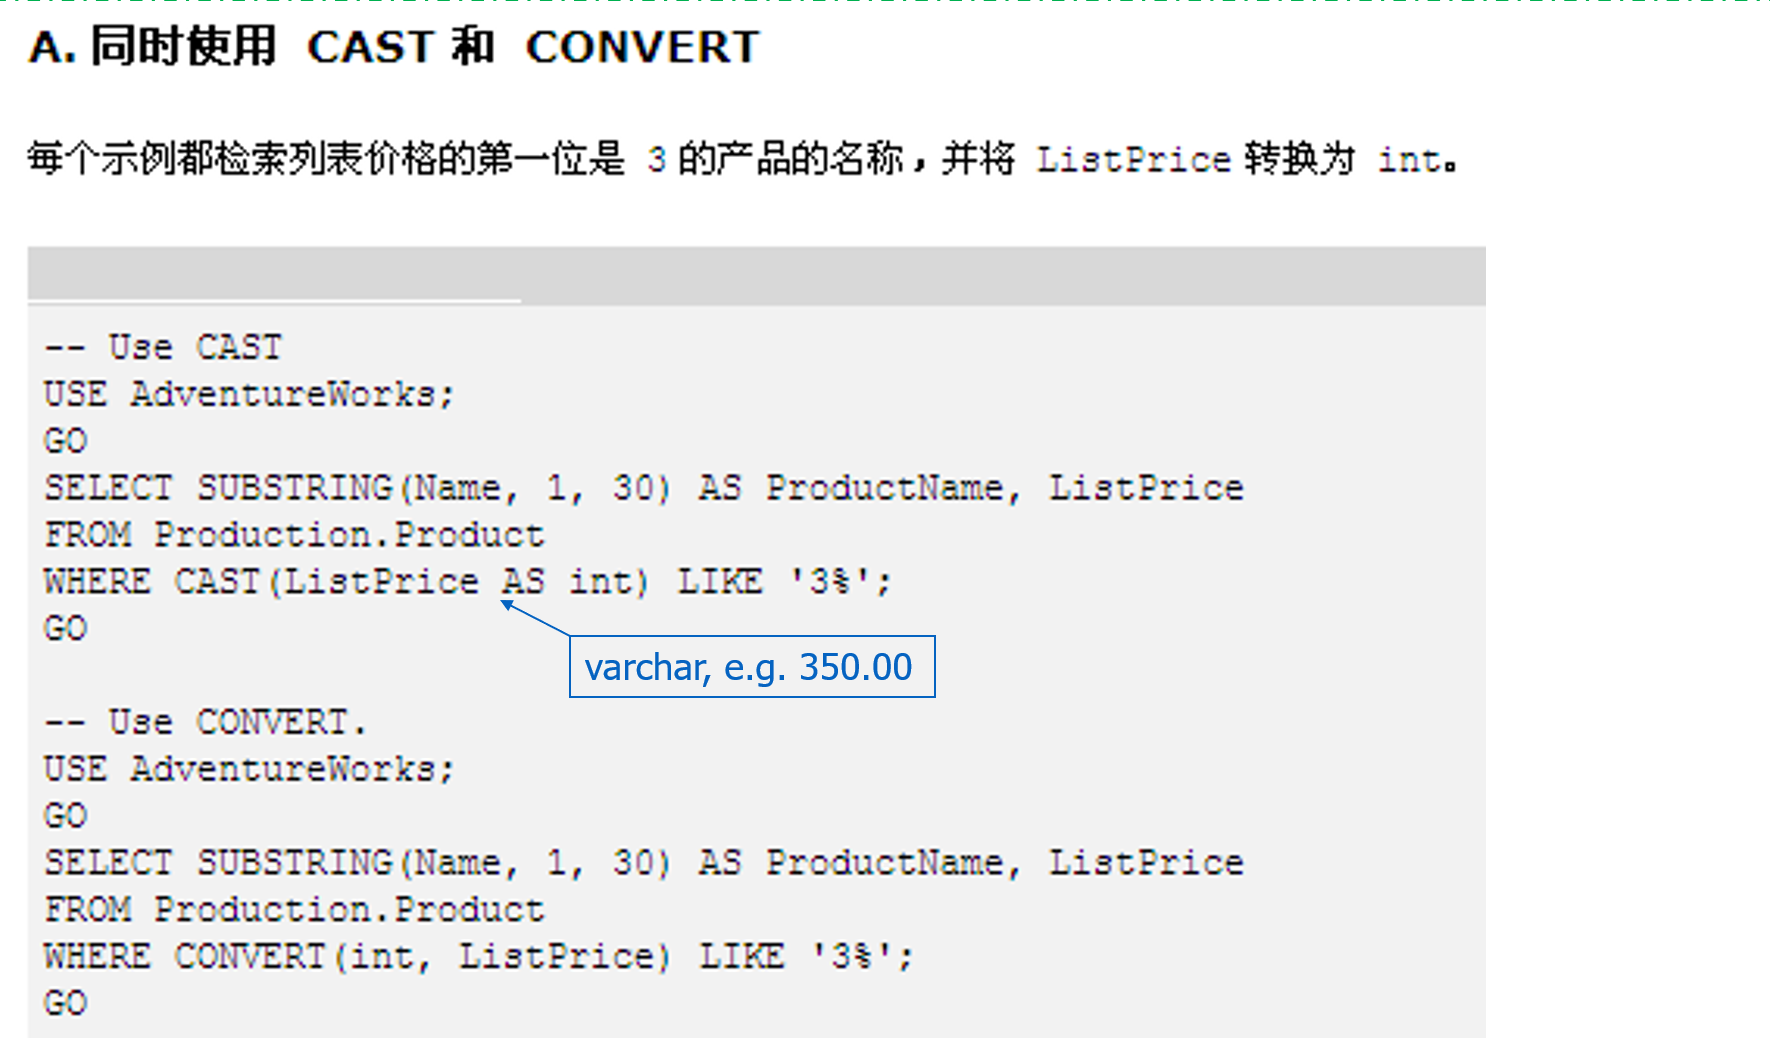 A. 同时使用 CAST 和 CONVERT
每个示例都检索列表价格的第一位是 3 的产品的名称，并将 ListPrice 转换为 int。
-- Use CAST
USE AdventureWorks;
GO
SELECT SUBSTRING(Name, 1, 30) AS ProductName, ListPrice
FROM Production.Product
WHERE CAST(ListPrice AS int) LIKE '3%';
GO
varchar, e.g. 350.00
-- Use CONVERT.
USE AdventureWorks;
GO
SELECT SUBSTRING(Name, 1, 30) AS ProductName, ListPrice
FROM Production.Product
WHERE CONVERT(int, ListPrice) LIKE '3%';
GO